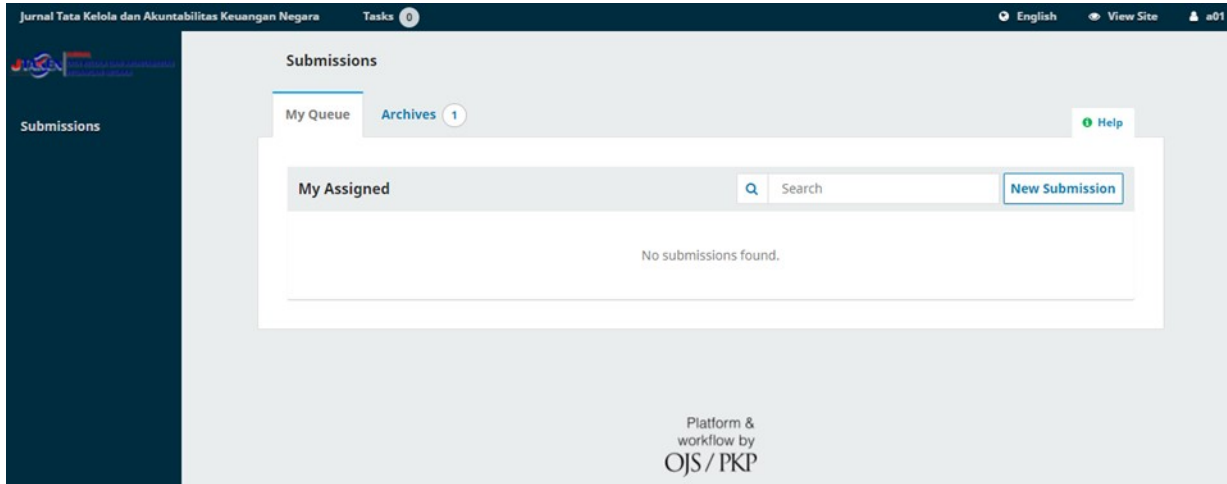 Jurnal Tata Kelola dan Akuntabilitas Keuangan Negara Tasks 0 English View Site a01
JURNAL
Submissions
My Queue Archives 1
Submissions
Help
My Assigned Search New Submission
No submissions found.
Platform &
workflow by
OJS / PKP